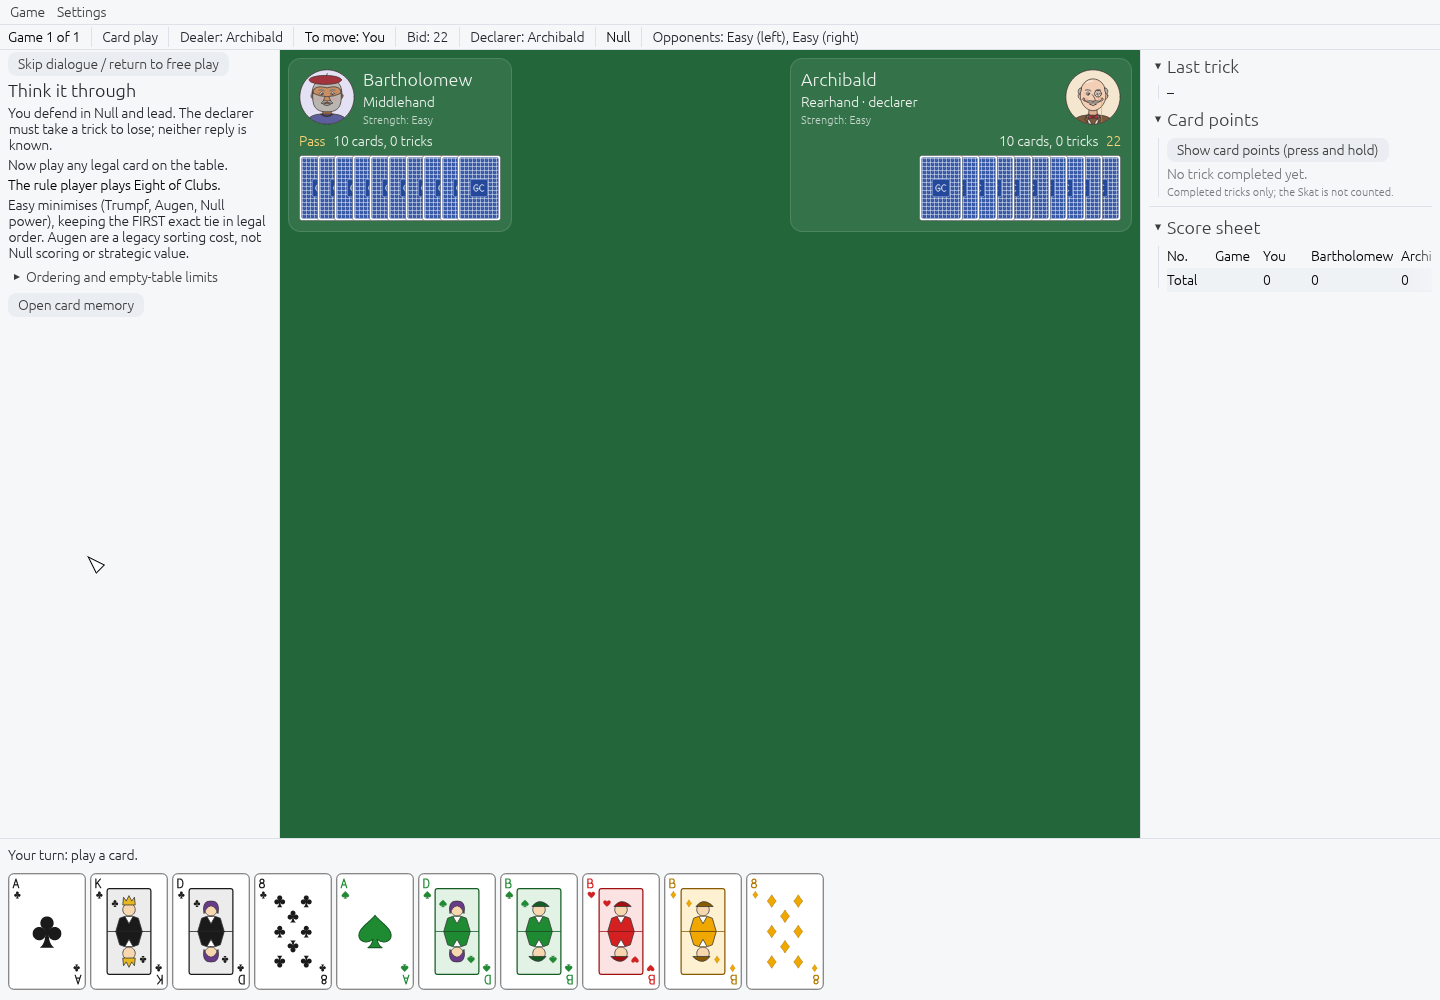 Game Settings
Game 1 of 1 Card play Dealer: Archibald To move: You Bid: 22 Declarer: Archibald Null Opponents: Easy (left), Easy (right)
Skip dialogue / return to free play
Think it through
You defend in Null and lead. The declarer
must take a trick to lose; neither reply is
known.
Now play any legal card on the table.
The rule player plays Eight of Clubs.
Easy minimises (Trumpf, Augen, Null
power), keeping the FIRST exact tie in legal
order. Augen are a legacy sorting cost, not
Null scoring or strategic value.
Ordering and empty-table limits
Open card memory
Bartholomew
Middlehand
Strength: Easy
Pass 10 cards, 0 tricks
GC
Archibald
Rearhand · declarer
Strength: Easy
10 cards, 0 tricks 22
GC
Last trick
–
Card points
Show card points (press and hold)
No trick completed yet.
Completed tricks only; the Skat is not counted.
Score sheet
No. Game You Bartholomew Archi
Total 0 0 0
Your turn: play a card.
A K D 8 A D B B B 8
A K D 8 A D B B B 8